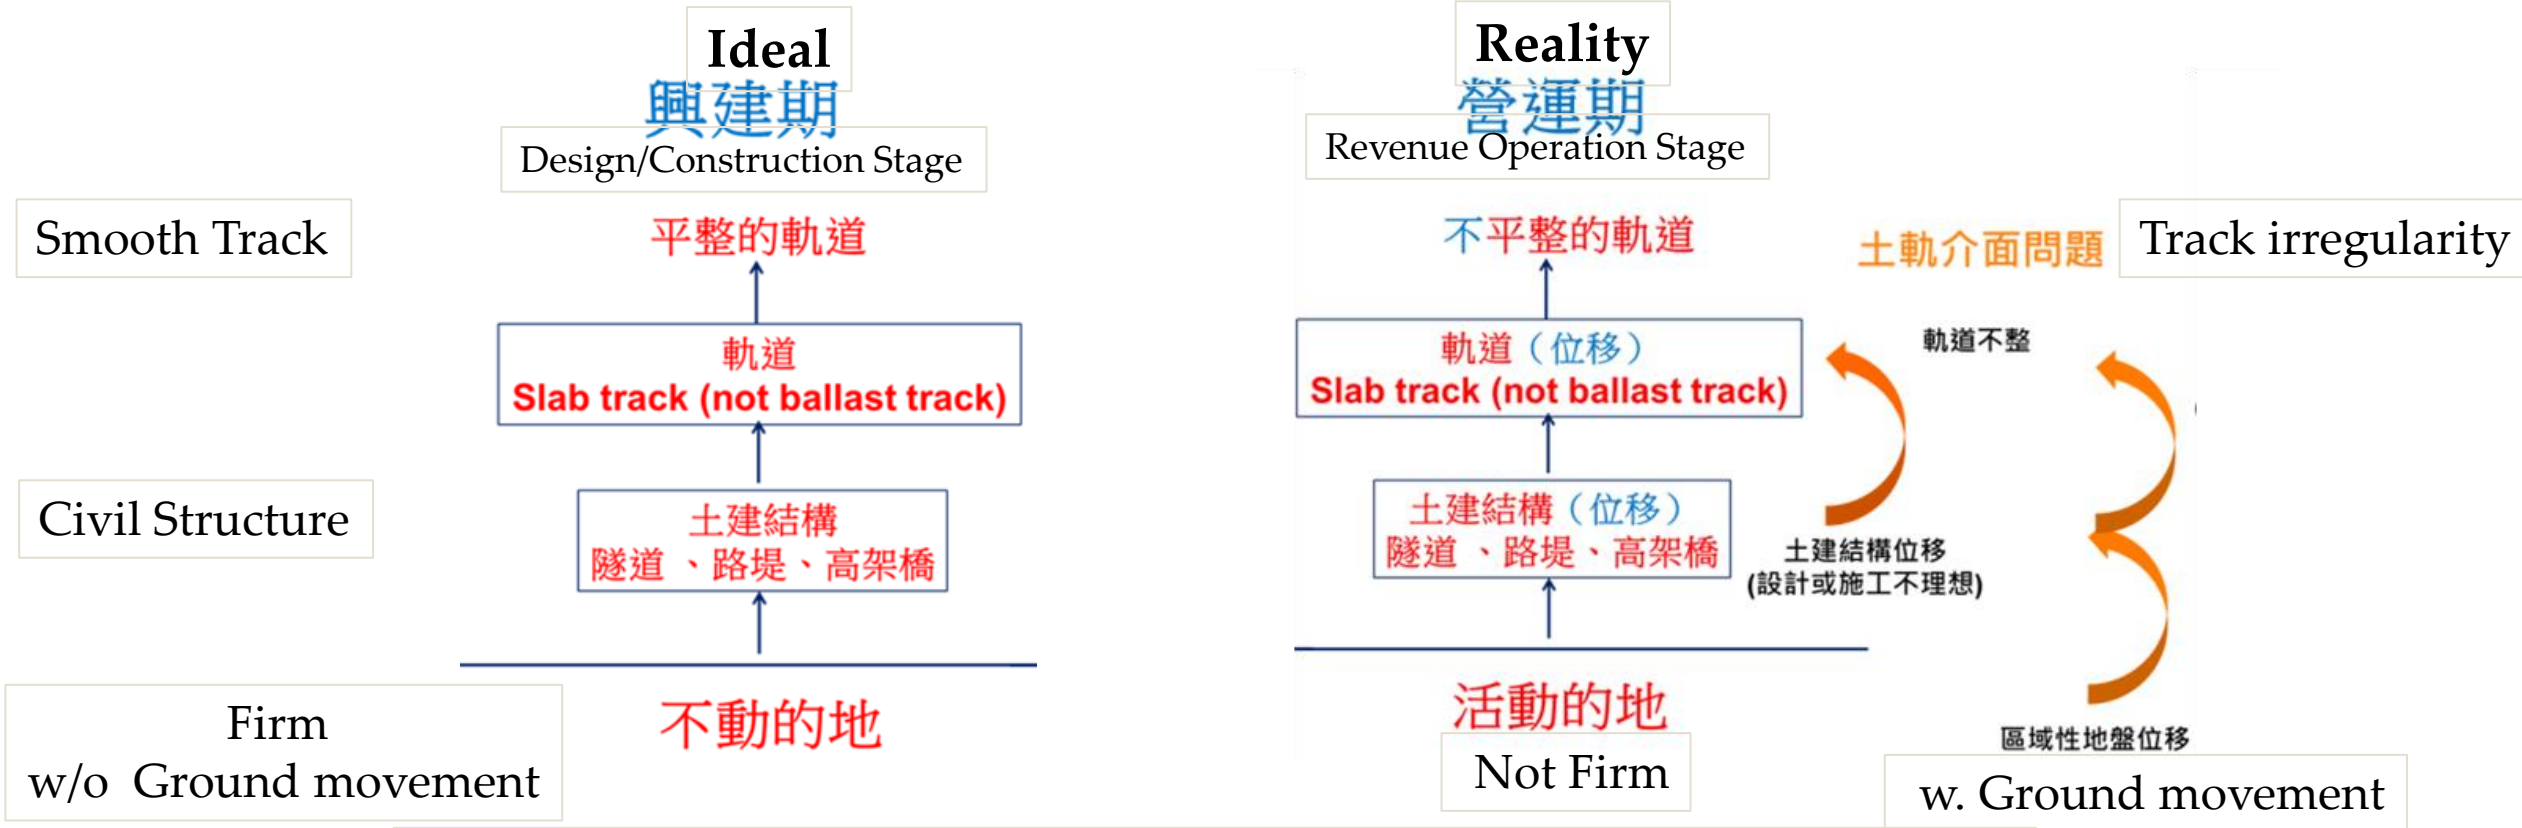 Ideal
興建期
Design/Construction Stage
Smooth Track
平整的軌道
軌道
Slab track (not ballast track)
Civil Structure
土建結構
隧道、路堤、高架橋
Firm
w/o Ground movement
不動的地
Reality
營運期
Revenue Operation Stage
不平整的軌道
土軌介面問題
Track irregularity
軌道（位移）
Slab track (not ballast track)
軌道不整
土建結構（位移）
隧道、路堤、高架橋
土建結構位移
(設計或施工不理想)
活動的地
Not Firm
區域性地盤位移
w. Ground movement